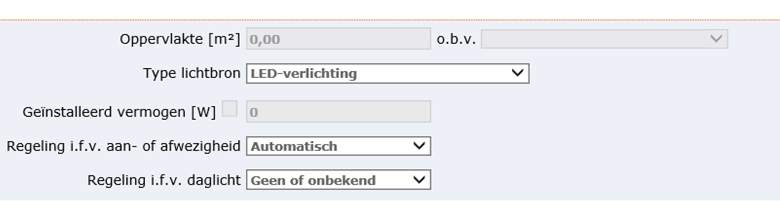 Oppervlakte [m²] 0,00 o.b.v.
Type lichtbron LED-verlichting
Geïnstalleerd vermogen [W] 0
Regeling i.f.v. aan- of afwezigheid Automatisch
Regeling i.f.v. daglicht Geen of onbekend